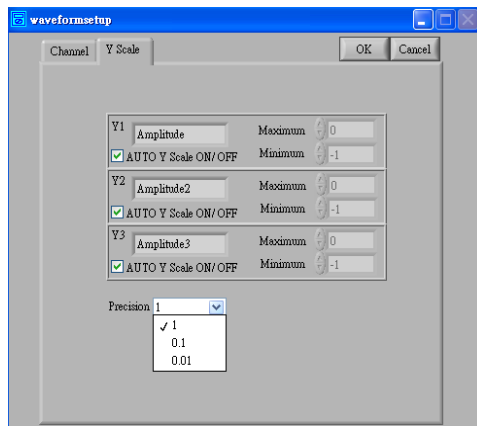 waveformsetup
Channel Y Scale OK Cancel
Y1 Amplitude Maximum 0
AUTO Y Scale ON/OFF Minimum -1
Y2 Amplitude2 Maximum 0
AUTO Y Scale ON/OFF Minimum -1
Y3 Amplitude3 Maximum 0
AUTO Y Scale ON/OFF Minimum -1
Precision 1
✓ 1
0.1
0.01